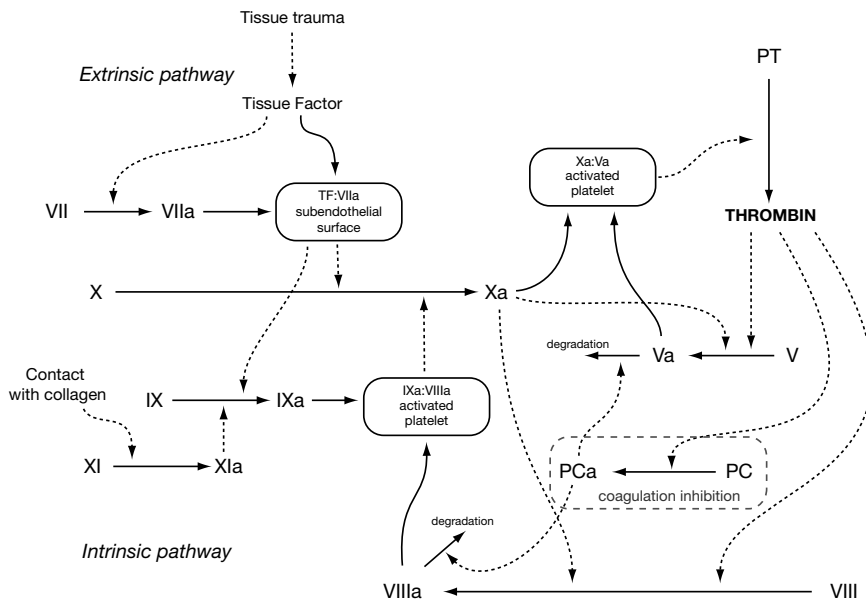 Tissue trauma
Extrinsic pathway
PT
Tissue Factor
Xa:Va
activated
platelet
TF:VIIa
subendothelial
surface
VII
VIIa
THROMBIN
X
Xa
degradation
Va
V
Contact
with collagen
IX
IXa
IXa:VIIIa
activated
platelet
XI
XIa
PCa
PC
coagulation inhibition
degradation
Intrinsic pathway
VIIIa
VIII